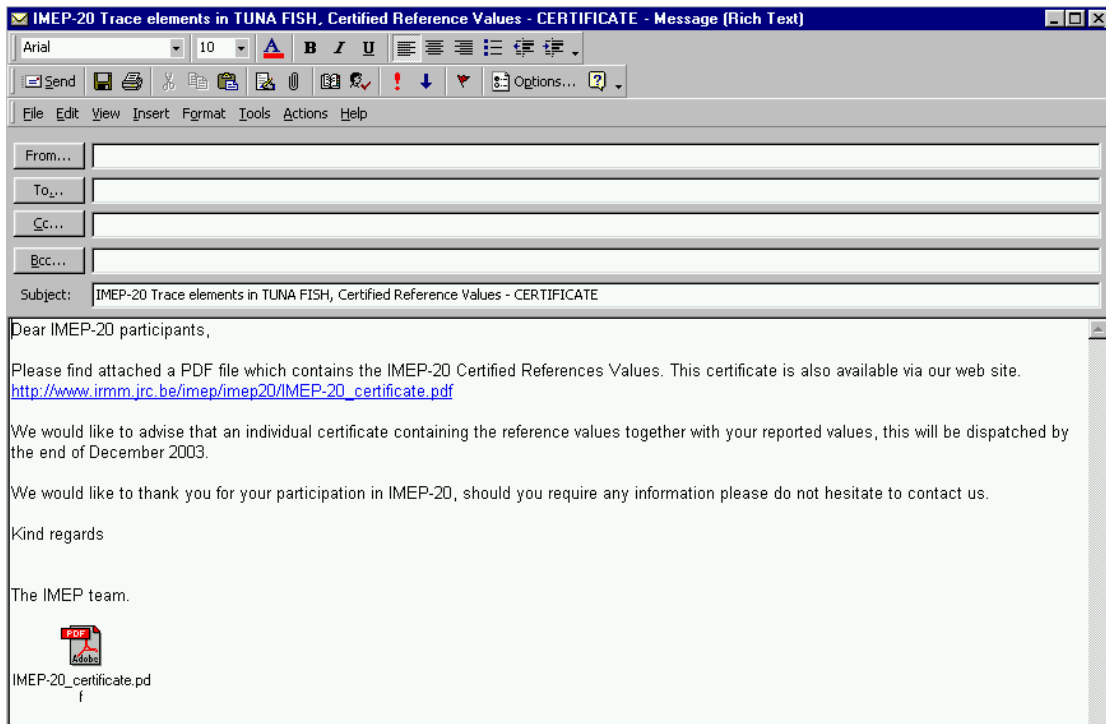 IMEP-20 Trace elements in TUNA FISH, Certified Reference Values - CERTIFICATE - Message (Rich Text)
Arial 10 A B I U
Send Options...
File Edit View Insert Format Tools Actions Help
From...
To...
Cc...
Bcc...
Subject: IMEP-20 Trace elements in TUNA FISH, Certified Reference Values - CERTIFICATE
Dear IMEP-20 participants,
Please find attached a PDF file which contains the IMEP-20 Certified References Values. This certificate is also available via our web site.
http://www.irmm.jrc.be/imep/imep20/IMEP-20_certificate.pdf
We would like to advise that an individual certificate containing the reference values together with your reported values, this will be dispatched by
the end of December 2003.
We would like to thank you for your participation in IMEP-20, should you require any information please do not hesitate to contact us.
Kind regards
The IMEP team.
PDF
Adobe
IMEP-20_certificate.pd
f